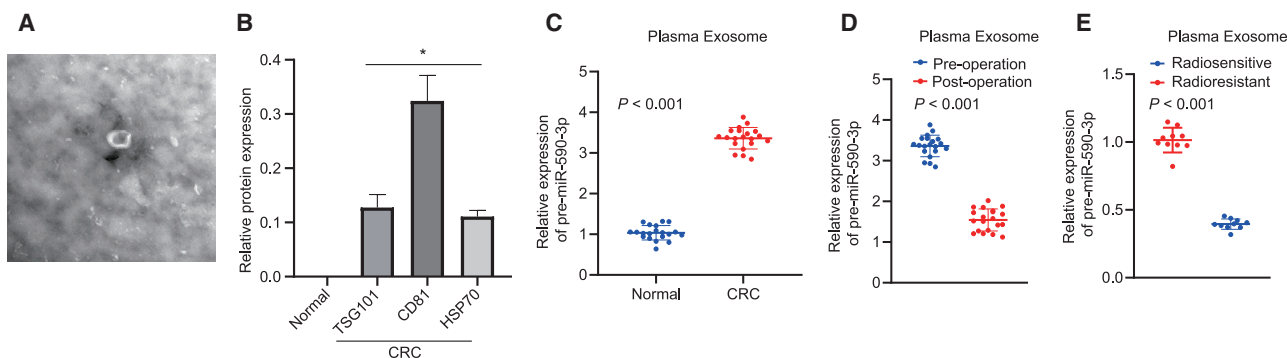 A
B
Relative protein expression
0.4
0.3
0.2
0.1
0.0
Normal
TSG101
CD81
HSP70
CRC
*
C
Plasma Exosome
Relative expression
of pre-miR-590-3p
5
4
3
2
1
0
P < 0.001
Normal
CRC
D
Plasma Exosome
Pre-operation
Post-operation
P < 0.001
Relative expression
of pre-miR-590-3p
5
4
3
2
1
0
E
Plasma Exosome
Radiosensitive
Radioresistant
P < 0.001
Relative expression
of pre-miR-590-3p
1.5
1.0
0.5
0.0